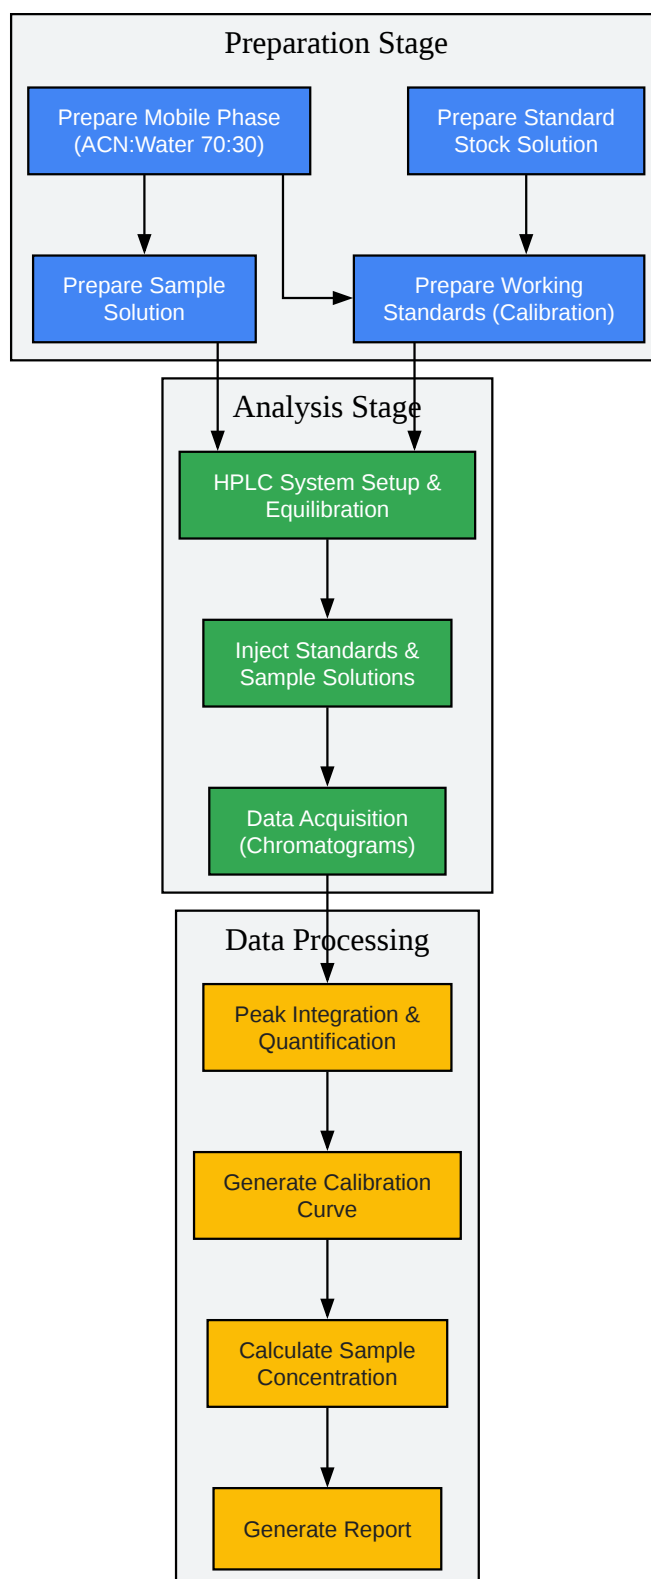 Preparation Stage
Prepare Mobile Phase
(ACN:Water 70:30)
Prepare Standard
Stock Solution
Prepare Sample
Solution
Prepare Working
Standards (Calibration)
Analysis Stage
HPLC System Setup &
Equilibration
Inject Standards &
Sample Solutions
Data Acquisition
(Chromatograms)
Data Processing
Peak Integration &
Quantification
Generate Calibration
Curve
Calculate Sample
Concentration
Generate Report